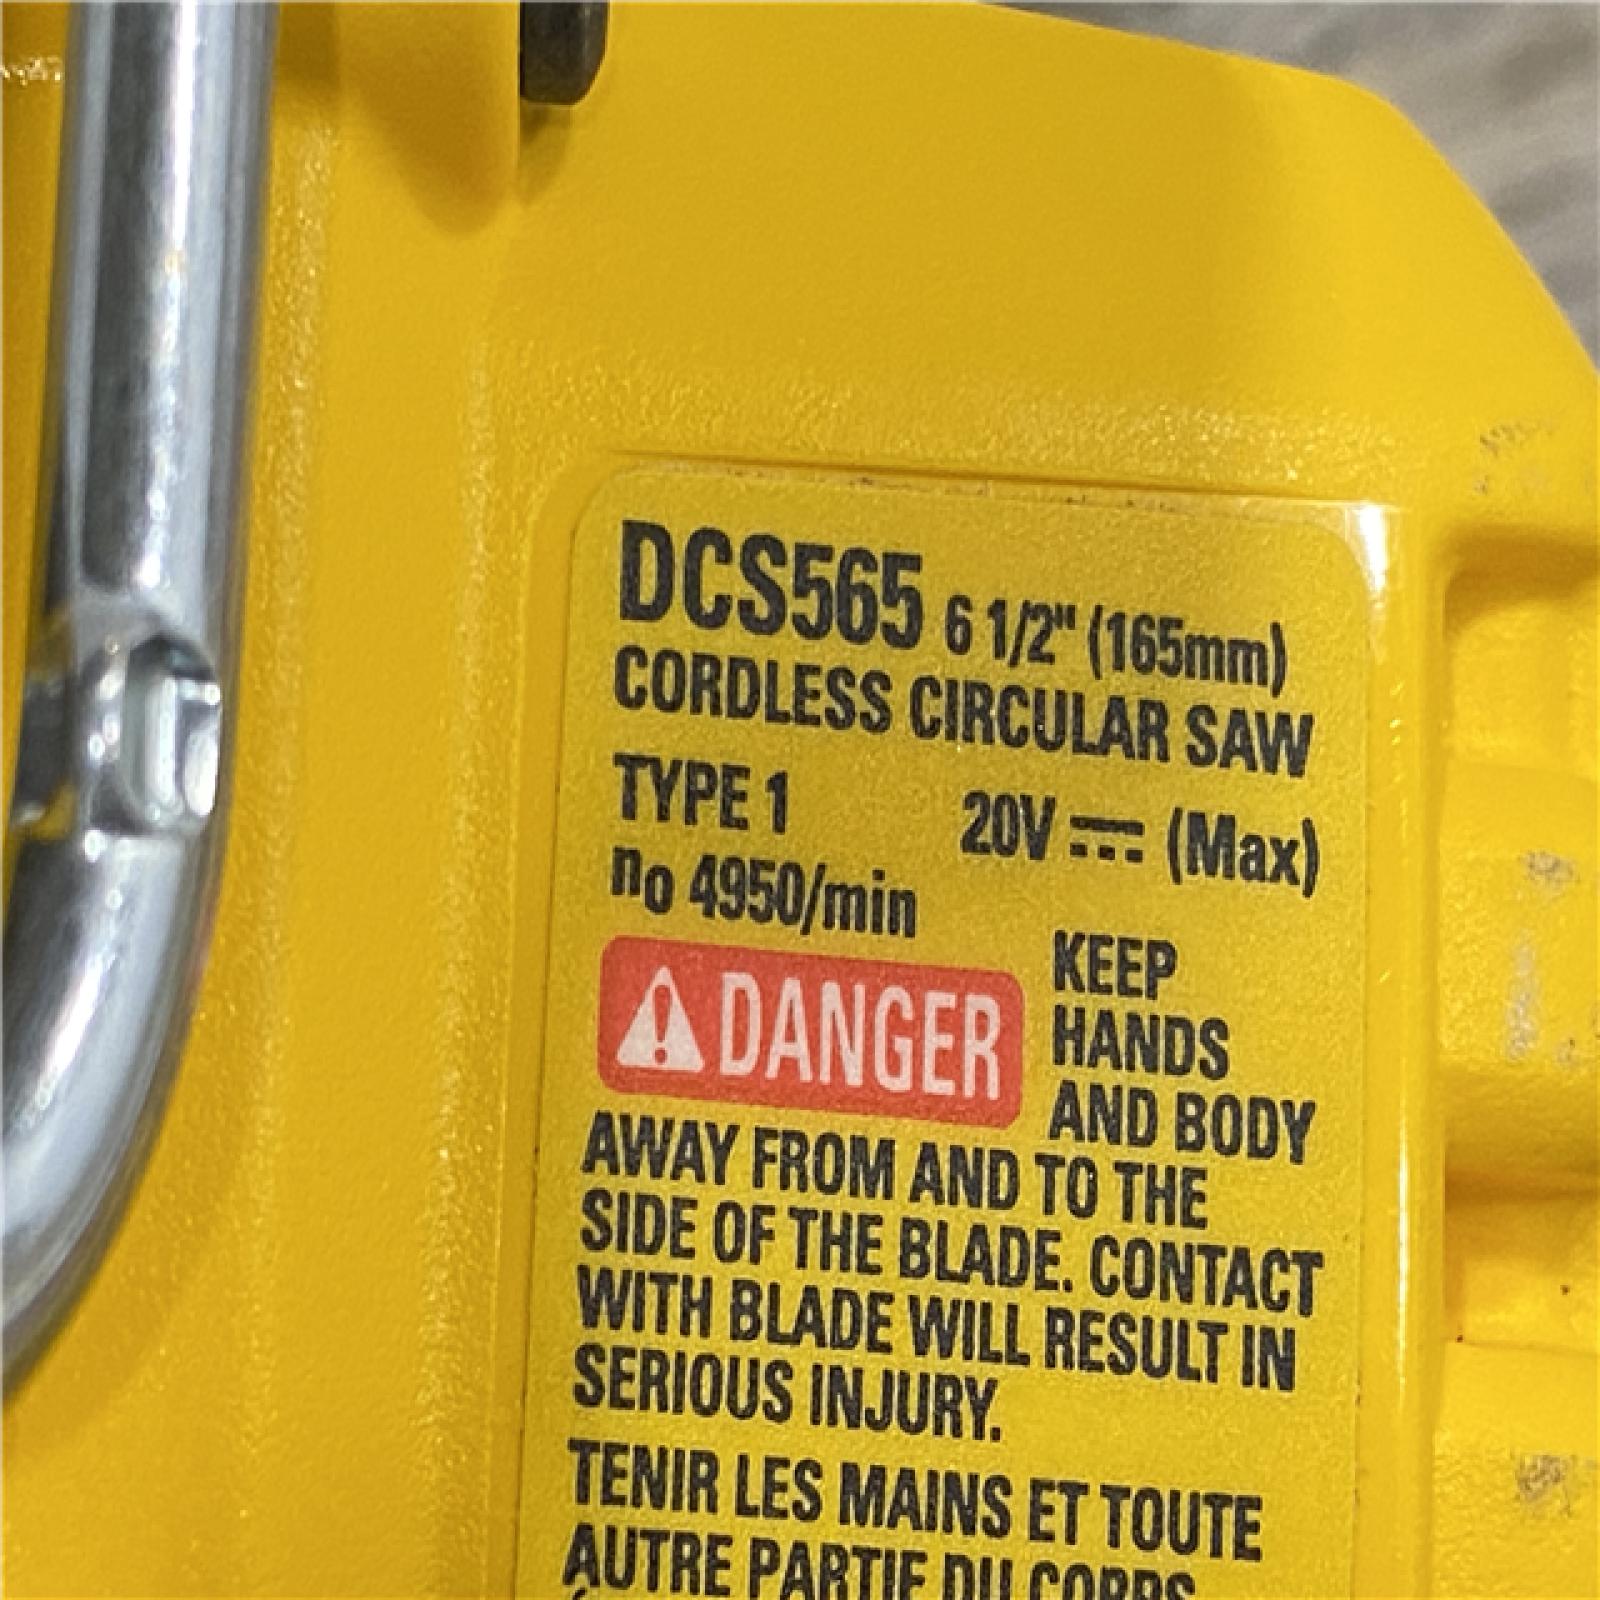 DCS565 6 1/2" (165mm)
CORDLESS CIRCULAR SAW
TYPE 1 20V ⎓ (Max)
no 4950/min
⚠DANGER KEEP
HANDS
AND BODY
AWAY FROM AND TO THE
SIDE OF THE BLADE. CONTACT
WITH BLADE WILL RESULT IN
SERIOUS INJURY.
TENIR LES MAINS ET TOUTE
AUTRE PARTIE DU CORPS